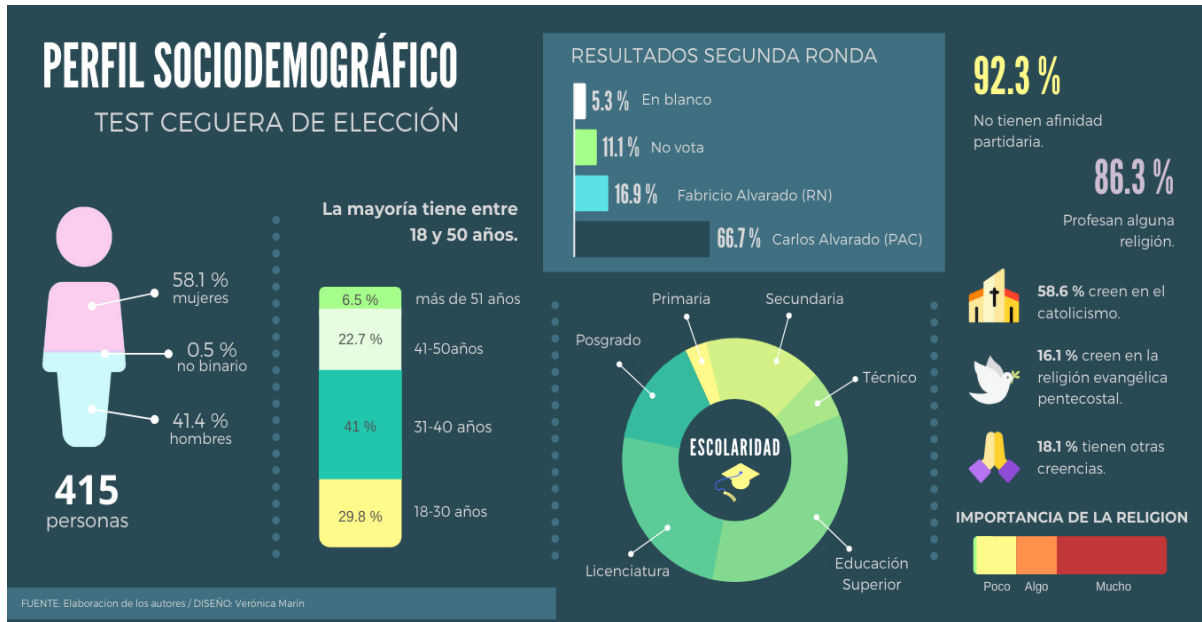 PERFIL SOCIODEMOGRÁFICO
TEST CEGUERA DE ELECCIÓN
58.1 %
mujeres
0.5 %
no binario
41.4 %
hombres
415
personas
La mayoría tiene entre
18 y 50 años.
6.5 % más de 51 años
22.7 % 41-50años
41 % 31-40 años
29.8 % 18-30 años
RESULTADOS SEGUNDA RONDA
5.3 % En blanco
11.1 % No vota
16.9 % Fabricio Alvarado (RN)
66.7 % Carlos Alvarado (PAC)
Primaria
Secundaria
Posgrado
Técnico
ESCOLARIDAD
Licenciatura
Educación
Superior
92.3 %
No tienen afinidad
partidaria.
86.3 %
Profesan alguna
religión.
58.6 % creen en el
catolicismo.
16.1 % creen en la
religión evangélica
pentecostal.
18.1 % tienen otras
creencias.
IMPORTANCIA DE LA RELIGION
Poco Algo Mucho
FUENTE: Elaboracion de los autores / DISEÑO: Verónica Marín